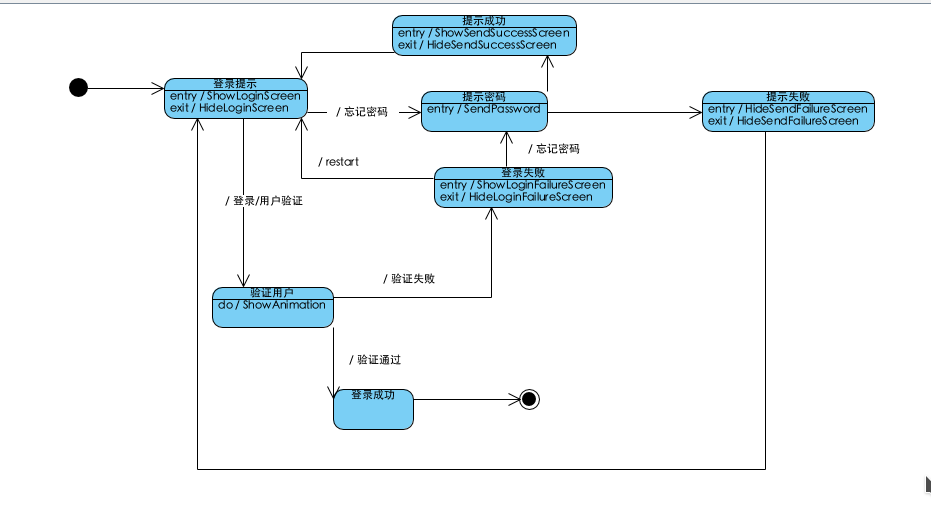 提示成功
entry / ShowSendSuccessScreen
exit / HideSendSuccessScreen
登录提示
entry / ShowLoginScreen
exit / HideLoginScreen
/ 忘记密码
提示密码
entry / SendPassword
提示失败
entry / HideSendFailureScreen
exit / HideSendFailureScreen
/ 忘记密码
/ restart
登录失败
entry / ShowLoginFailureScreen
exit / HideLoginFailureScreen
/ 登录/用户验证
/ 验证失败
验证用户
do / ShowAnimation
/ 验证通过
登录成功